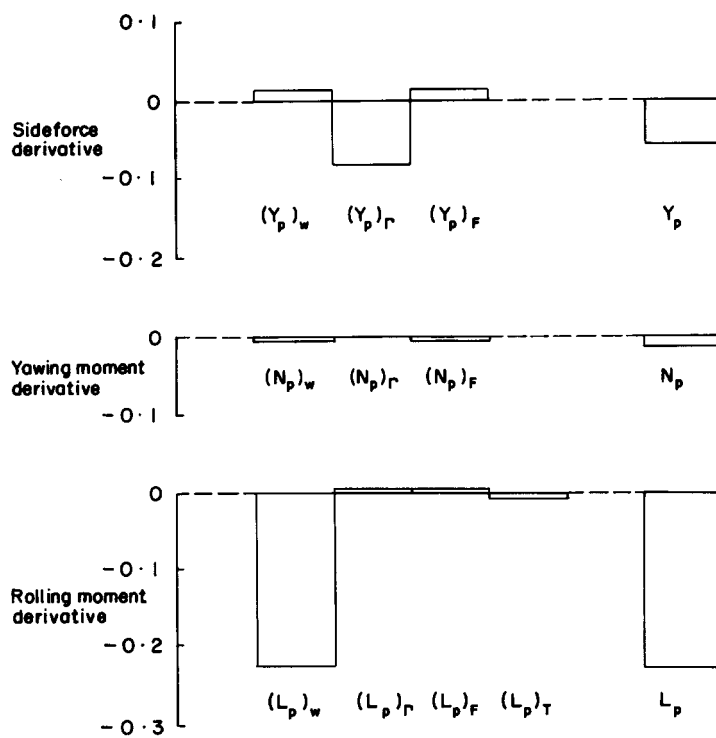 0·1
0
Sideforce
derivative
−0·1
(Y_p)_w (Y_p)_Γ (Y_p)_F Y_p
−0·2
0
Yawing moment
derivative
(N_p)_w (N_p)_Γ (N_p)_F N_p
−0·1
0
−0·1
Rolling moment
derivative
−0·2
(L_p)_w (L_p)_Γ (L_p)_F (L_p)_T L_p
−0·3